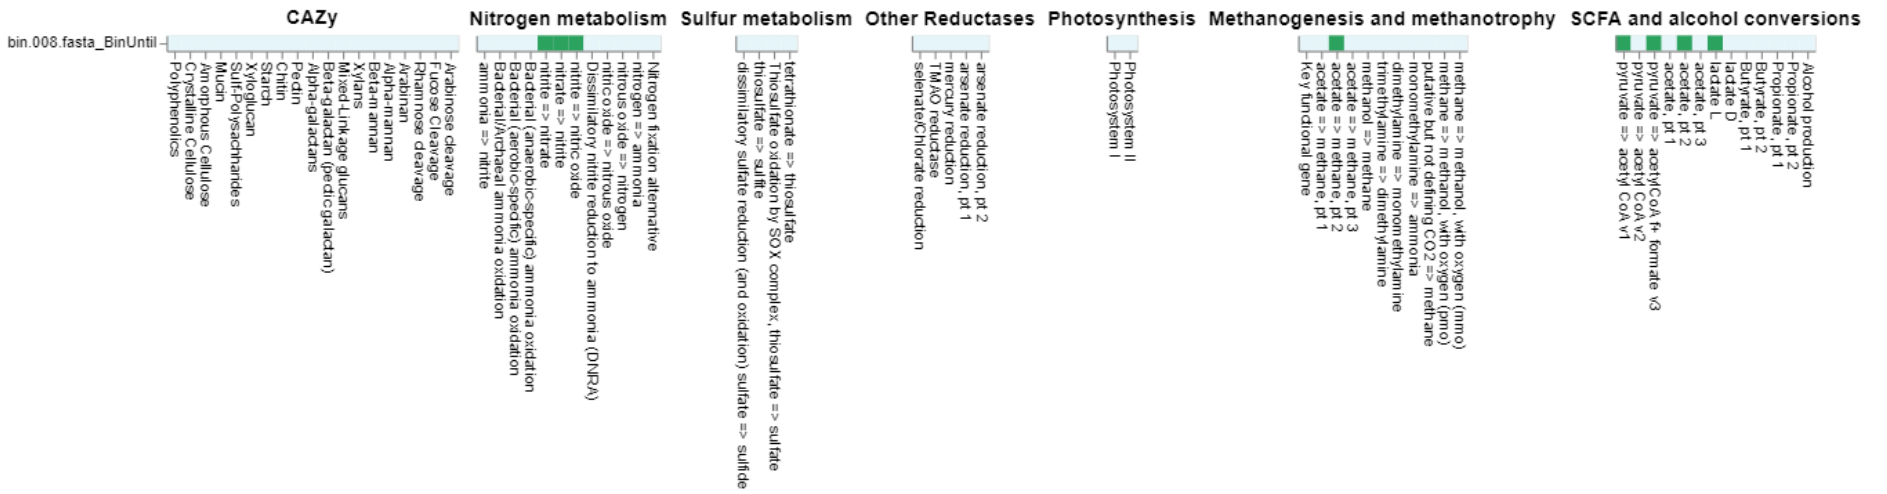 CAZy
Nitrogen metabolism
Sulfur metabolism
Other Reductases
Photosynthesis
Methanogenesis and methanotrophy
SCFA and alcohol conversions
bin.008.fasta_BinUntil
Polyphenolics
Crystalline Cellulose
Amorphous Cellulose
Mucin
Sulf-Polysachharides
Xyloglucan
Starch
Chitin
Pectin
Alpha-galactans
Beta-galactan (pectic galactan)
Mixed-Linkage glucans
Xylans
Beta-mannan
Alpha-mannan
Arabinan
Rhamnose cleavage
Fucose Cleavage
Arabinose cleavage
ammonia => nitrite
Bacterial/Archaeal ammonia oxidation
Bacterial (aerobic-specific) ammonia oxidation
Bacterial (anaerobic-specific) ammonia oxidation
nitrite => nitrate
nitrate => nitrite
nitrite => nitric oxide
Dissimilatory nitrite reduction to ammonia (DNRA)
nitric oxide => nitrous oxide
nitrous oxide => nitrogen
nitrogen => ammonia
Nitrogen fixation alternative
dissimilatory sulfate reduction (and oxidation) sulfate => sulfide
thiosulfate => sulfite
Thiosulfate oxidation by SOX complex, thiosulfate => sulfate
tetrathionate => thiosulfate
selenate/Chlorate reduction
TMAO reductase
mercury reduction
arsenate reduction, pt 1
arsenate reduction, pt 2
Photosystem I
Photosystem II
Key functional gene
acetate => methane, pt 1
acetate => methane, pt 2
acetate => methane, pt 3
methanol => methane
trimethylamine => dimethylamine
dimethylamine => monomethylamine
monomethylamine => ammonia
putative but not defining CO2 => methane
methane => methanol, with oxygen (pmo)
methane => methanol, with oxygen (mmo)
pyruvate => acetyl CoA v1
pyruvate => acetyl CoA v2
pyruvate => acetylCoA f+ formate v3
acetate, pt 1
acetate, pt 2
acetate, pt 3
lactate L
lactate D
Butyrate, pt 1
Butyrate, pt 2
Propionate, pt 1
Propionate, pt 2
Alcohol production